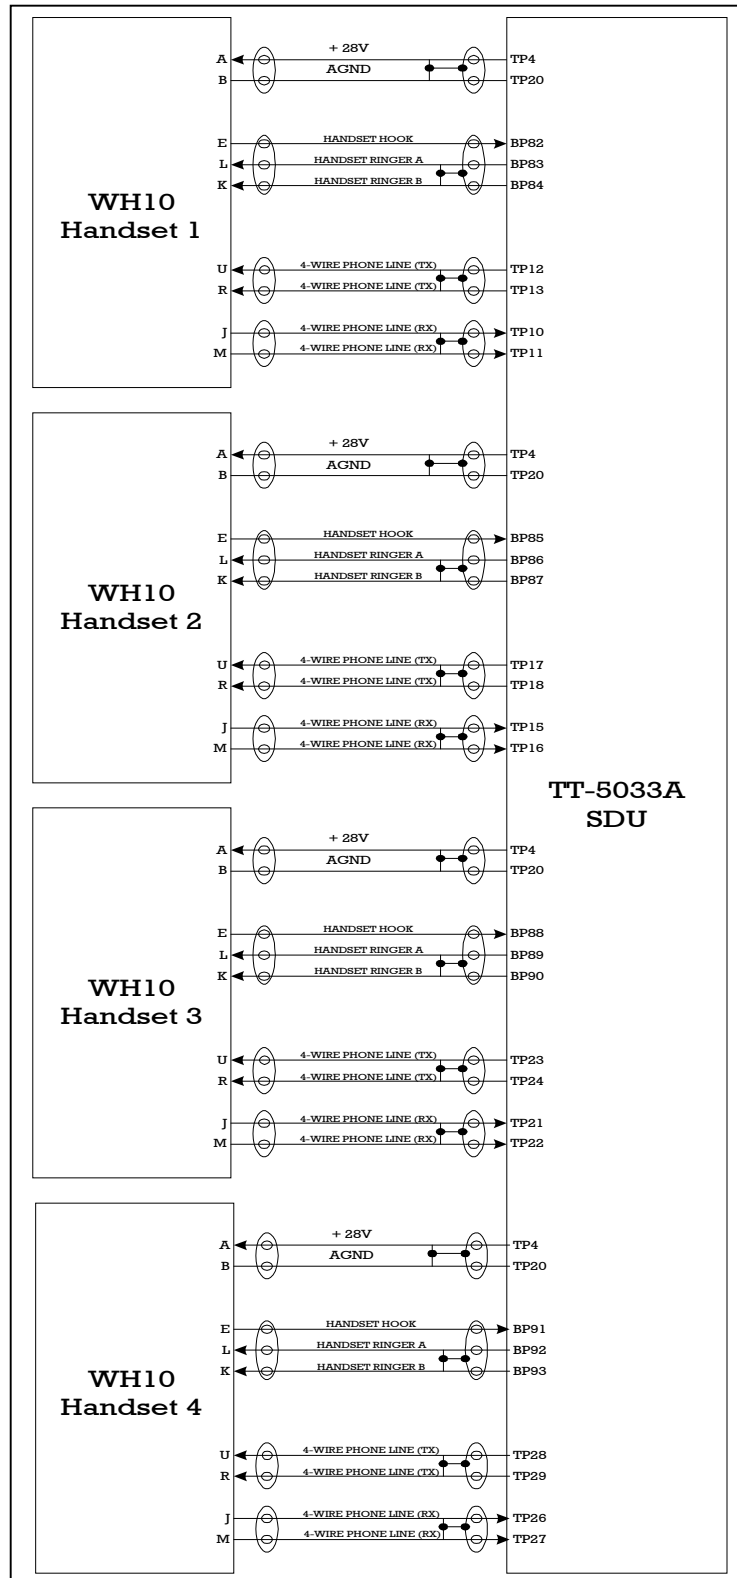 + 28V
A TP4
AGND
B TP20
HANDSET HOOK
E BP82
HANDSET RINGER A
L BP83
HANDSET RINGER B
K BP84
WH10
Handset 1
4-WIRE PHONE LINE (TX)
U TP12
4-WIRE PHONE LINE (TX)
R TP13
4-WIRE PHONE LINE (RX)
J TP10
4-WIRE PHONE LINE (RX)
M TP11
+ 28V
A TP4
AGND
B TP20
HANDSET HOOK
E BP85
HANDSET RINGER A
L BP86
HANDSET RINGER B
K BP87
WH10
Handset 2
4-WIRE PHONE LINE (TX)
U TP17
4-WIRE PHONE LINE (TX)
R TP18
4-WIRE PHONE LINE (RX)
J TP15
4-WIRE PHONE LINE (RX)
M TP16
TT-5033A
SDU
+ 28V
A TP4
AGND
B TP20
HANDSET HOOK
E BP88
HANDSET RINGER A
L BP89
HANDSET RINGER B
K BP90
WH10
Handset 3
4-WIRE PHONE LINE (TX)
U TP23
4-WIRE PHONE LINE (TX)
R TP24
4-WIRE PHONE LINE (RX)
J TP21
4-WIRE PHONE LINE (RX)
M TP22
+ 28V
A TP4
AGND
B TP20
HANDSET HOOK
E BP91
HANDSET RINGER A
L BP92
HANDSET RINGER B
K BP93
WH10
Handset 4
4-WIRE PHONE LINE (TX)
U TP28
4-WIRE PHONE LINE (TX)
R TP29
4-WIRE PHONE LINE (RX)
J TP26
4-WIRE PHONE LINE (RX)
M TP27